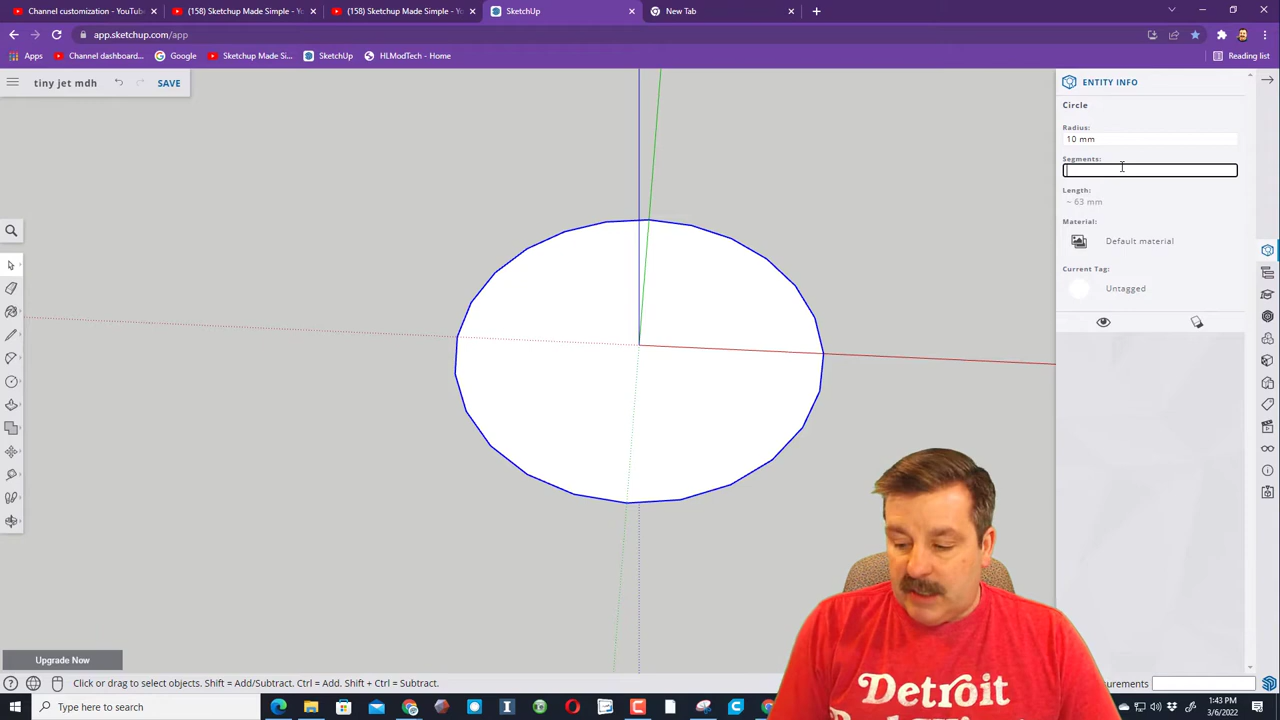 Channel customization - YouTube
(158) Sketchup Made Simple for
(158) Sketchup Made Simple for
SketchUp
New Tab
app.sketchup.com/app
Apps
Channel dashboard...
Google
Sketchup Made Si...
SketchUp
HLModTech - Home
Reading list
tiny jet mdh
SAVE
ENTITY INFO
Circle
Radius:
10 mm
Segments:
Length:
~ 63 mm
Material:
Default material
Current Tag:
Untagged
Upgrade Now
Click or drag to select objects. Shift = Add/Subtract. Ctrl = Add. Shift + Ctrl = Subtract.
urements
Type here to search
1:43 PM
3/6/2022
Detroit